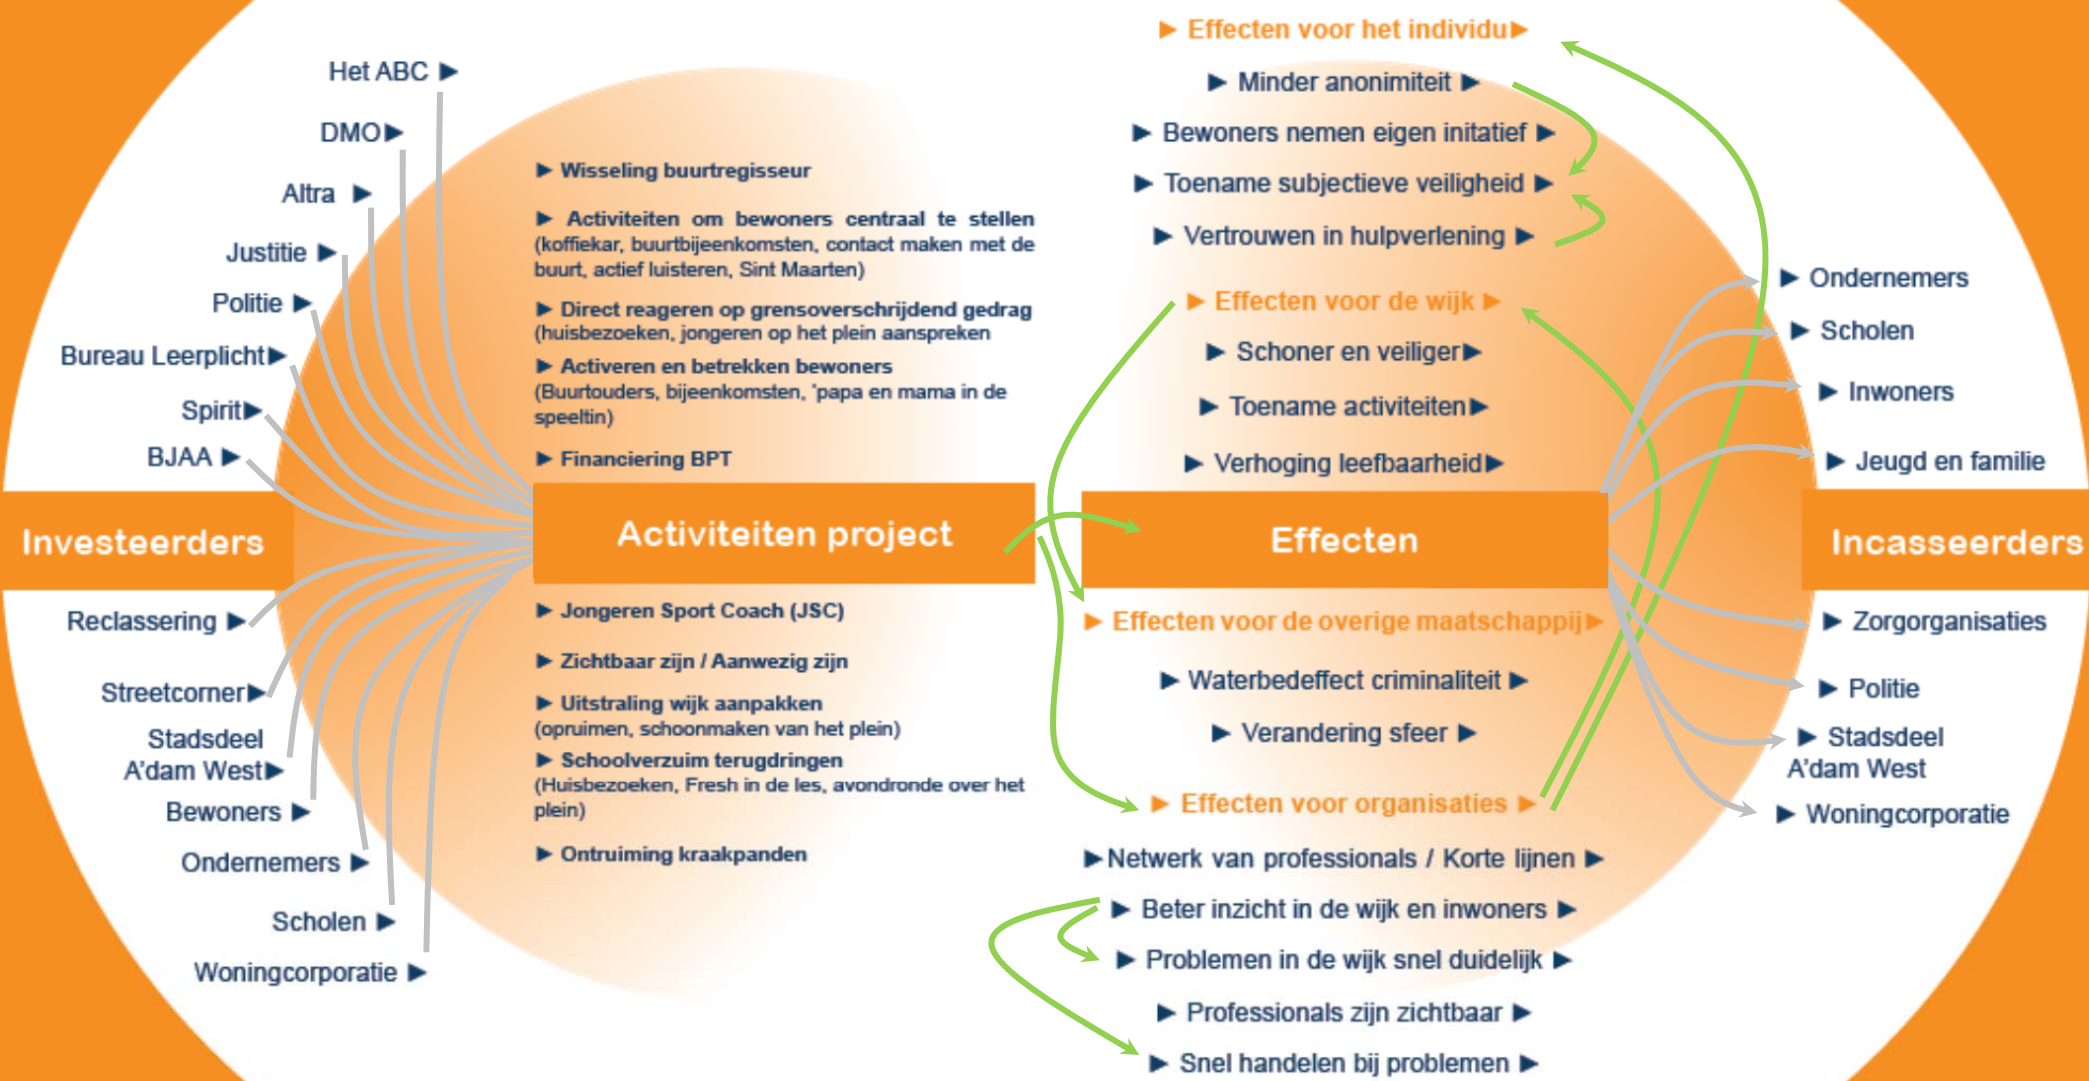 Het ABC
DMO
Altra
Justitie
Politie
Bureau Leerplicht
Spirit
BJAA
Investeerders
Reclassering
Streetcorner
Stadsdeel
A'dam West
Bewoners
Ondernemers
Scholen
Woningcorporatie
Wisseling buurtregisseur
Activiteiten om bewoners centraal te stellen
(koffiekar, buurtbijeenkomsten, contact maken met de
buurt, actief luisteren, Sint Maarten)
Direct reageren op grensoverschrijdend gedrag
(huisbezoeken, jongeren op het plein aanspreken
Activeren en betrekken bewoners
(Buurtouders, bijeenkomsten, 'papa en mama in de
speeltin)
Financiering BPT
Activiteiten project
Jongeren Sport Coach (JSC)
Zichtbaar zijn / Aanwezig zijn
Uitstraling wijk aanpakken
(opruimen, schoonmaken van het plein)
Schoolverzuim terugdringen
(Huisbezoeken, Fresh in de les, avondronde over het
plein)
Ontruiming kraakpanden
Effecten voor het individu
Minder anonimiteit
Bewoners nemen eigen initatief
Toename subjectieve veiligheid
Vertrouwen in hulpverlening
Effecten voor de wijk
Schoner en veiliger
Toename activiteiten
Verhoging leefbaarheid
Effecten
Effecten voor de overige maatschappij
Waterbedeffect criminaliteit
Verandering sfeer
Effecten voor organisaties
Netwerk van professionals / Korte lijnen
Beter inzicht in de wijk en inwoners
Problemen in de wijk snel duidelijk
Professionals zijn zichtbaar
Snel handelen bij problemen
Ondernemers
Scholen
Inwoners
Jeugd en familie
Incasseerders
Zorgorganisaties
Politie
Stadsdeel
A'dam West
Woningcorporatie